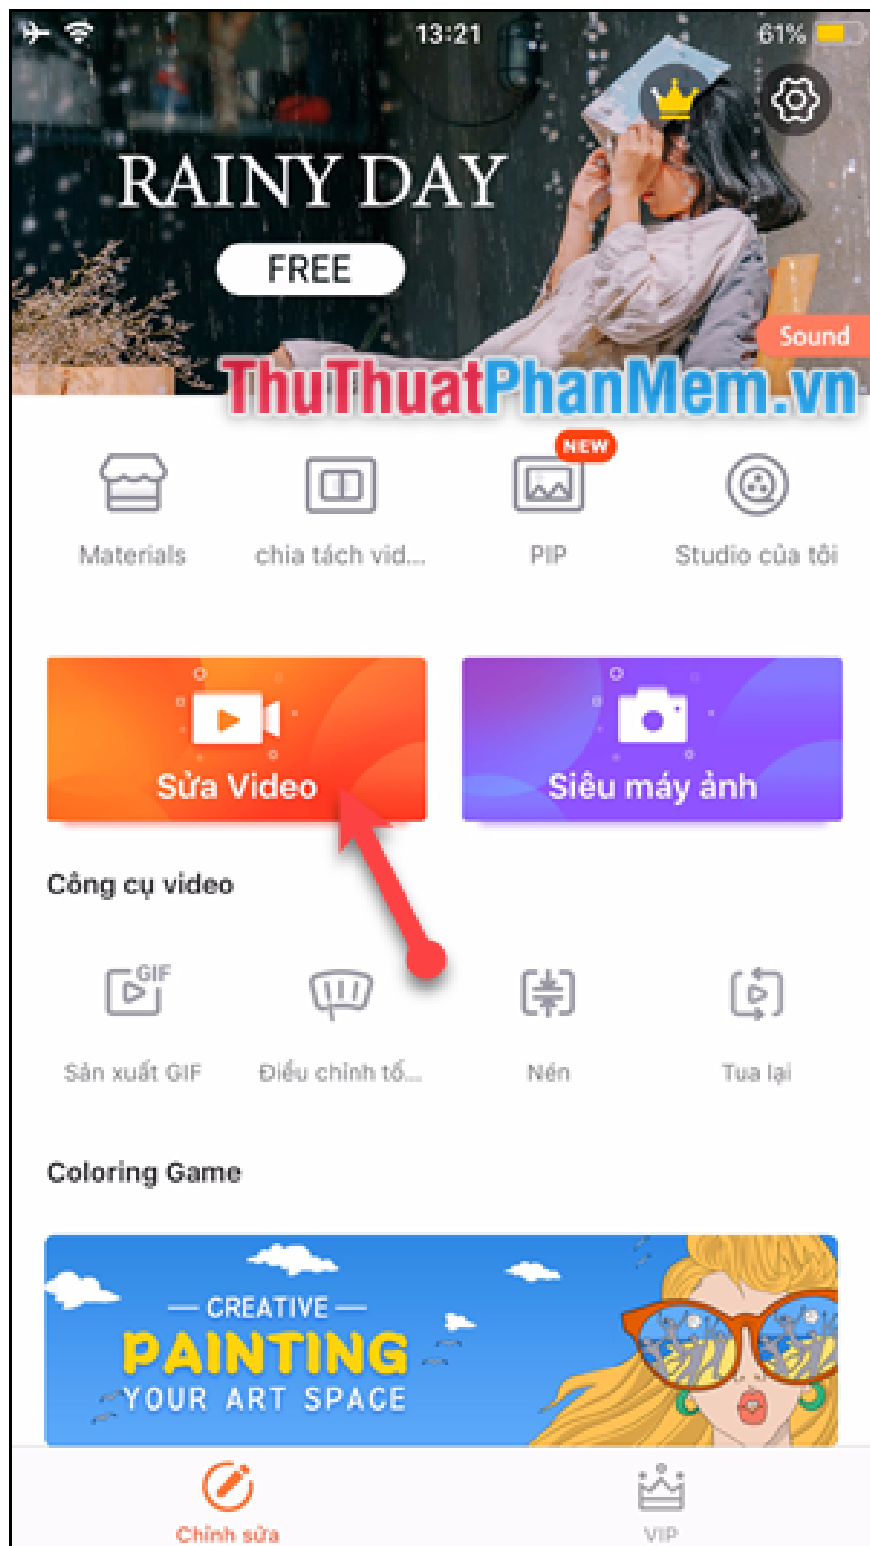 13:21
61%
RAINY DAY
FREE
Sound
ThuThuatPhanMem.vn
NEW
Materials
chia tách vid...
PIP
Studio của tôi
Sửa Video
Siêu máy ảnh
Công cụ video
GIF
Sản xuất GIF
Điều chỉnh tố...
Nén
Tua lại
Coloring Game
CREATIVE
PAINTING
YOUR ART SPACE
Chỉnh sửa
VIP